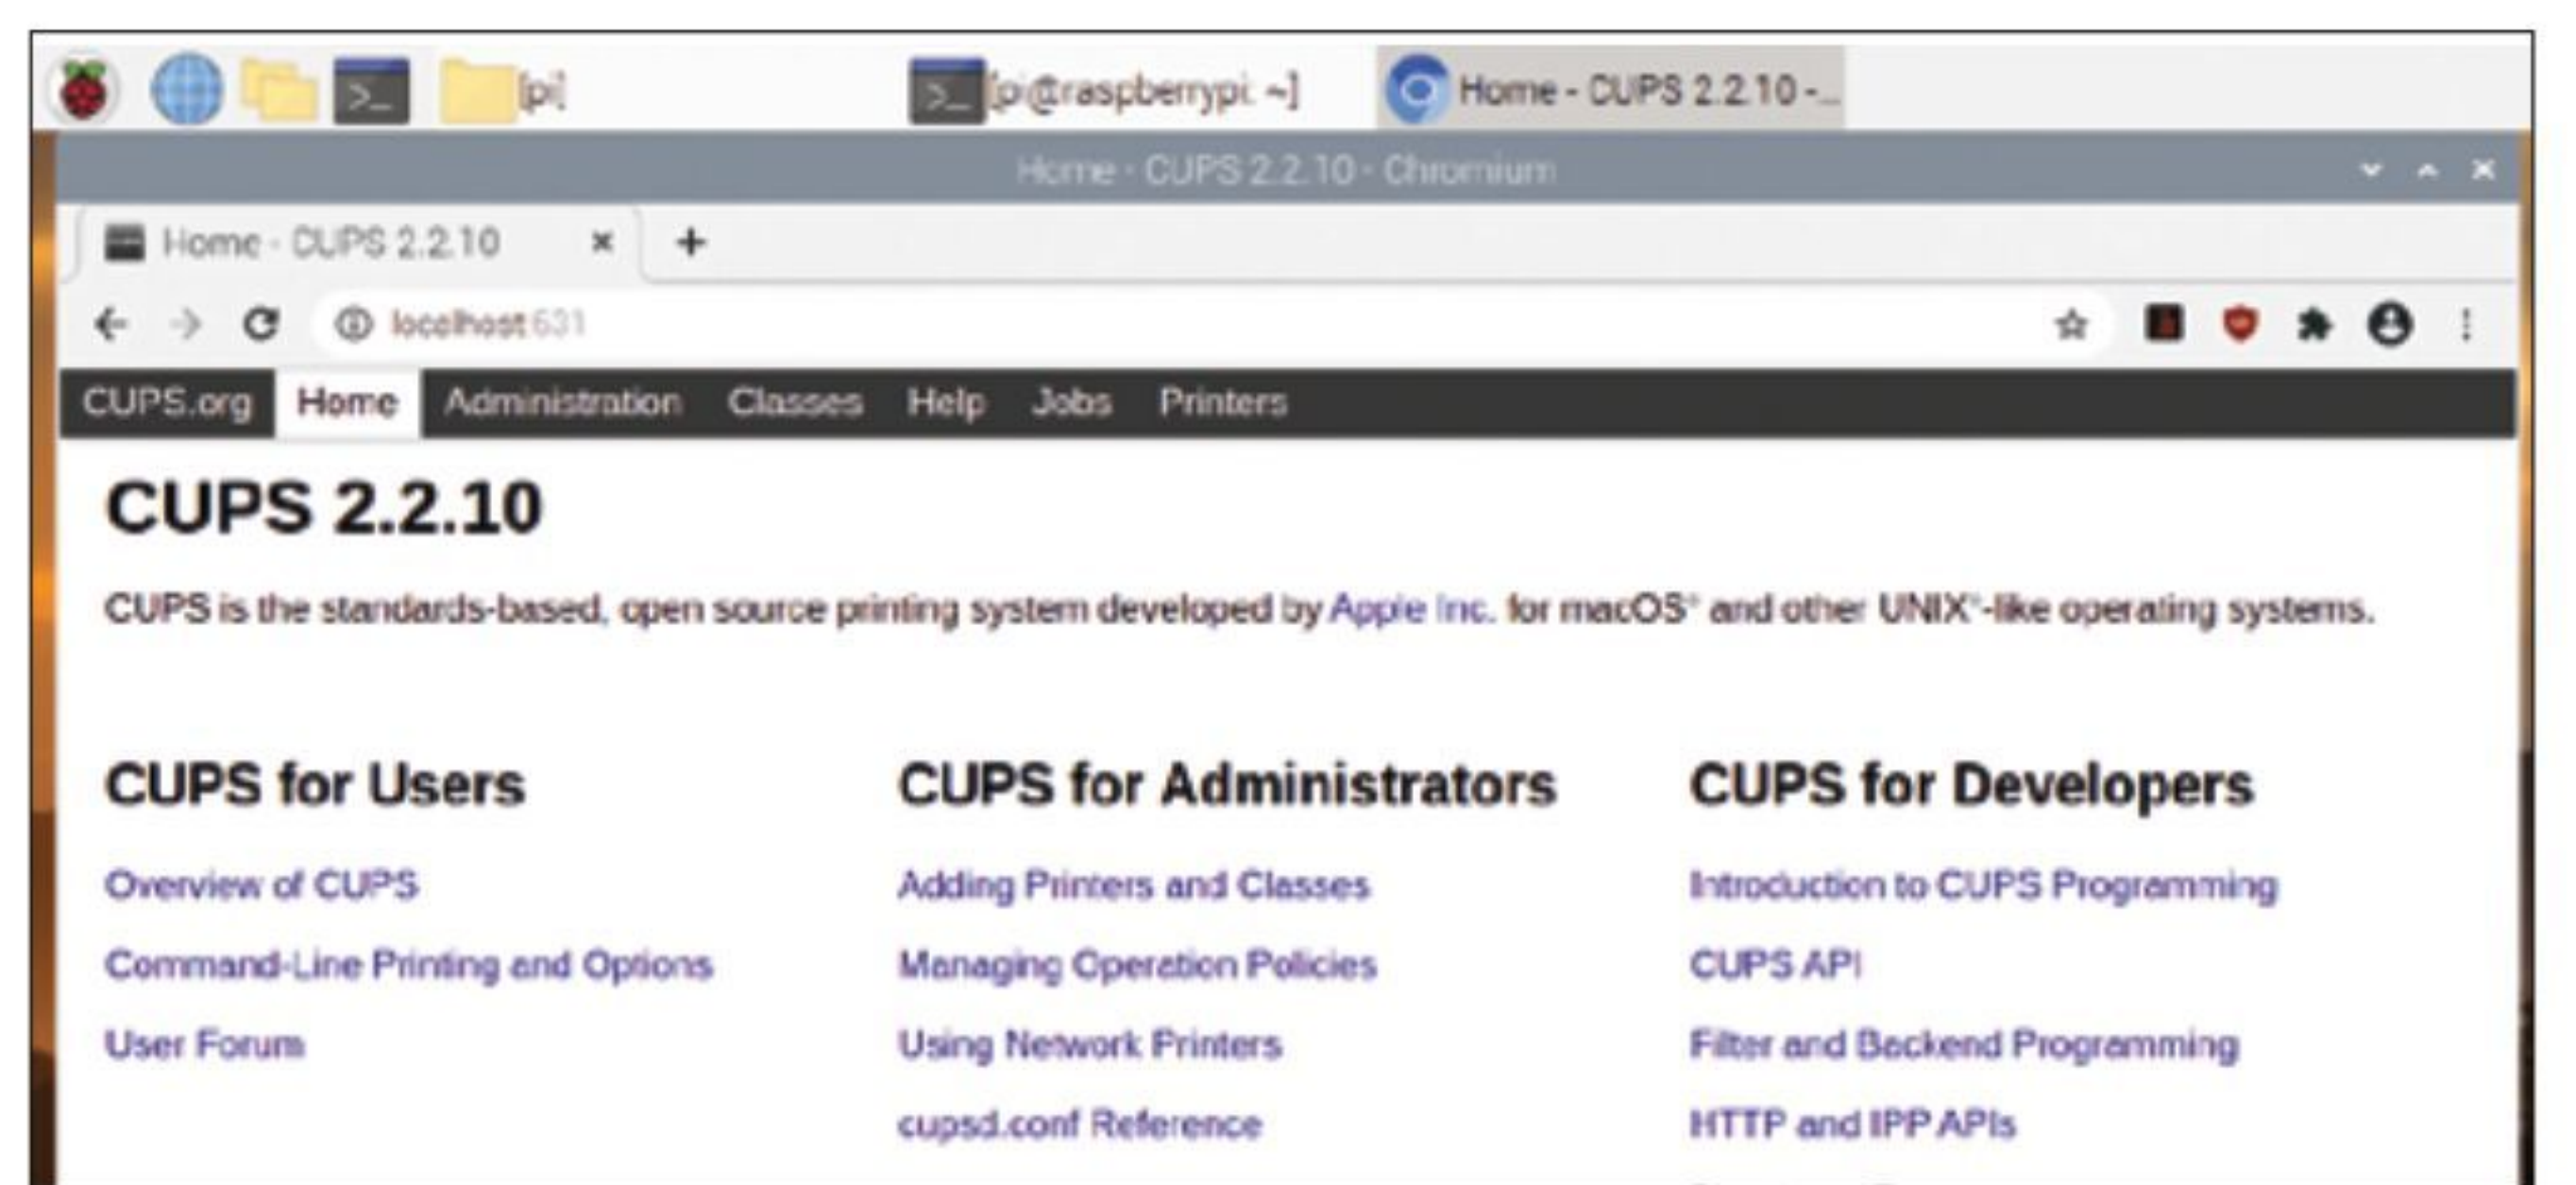 [pi]
[pi@raspberrypi: ~]
Home - CUPS 2.2.10 -...
Home - CUPS 2.2.10 - Chromium
Home - CUPS 2.2.10
localhost:631
CUPS.org Home Administration Classes Help Jobs Printers
CUPS 2.2.10
CUPS is the standards-based, open source printing system developed by Apple Inc. for macOS® and other UNIX®-like operating systems.
CUPS for Users
Overview of CUPS
Command-Line Printing and Options
User Forum
CUPS for Administrators
Adding Printers and Classes
Managing Operation Policies
Using Network Printers
cupsd.conf Reference
CUPS for Developers
Introduction to CUPS Programming
CUPS API
Filter and Backend Programming
HTTP and IPP APIs